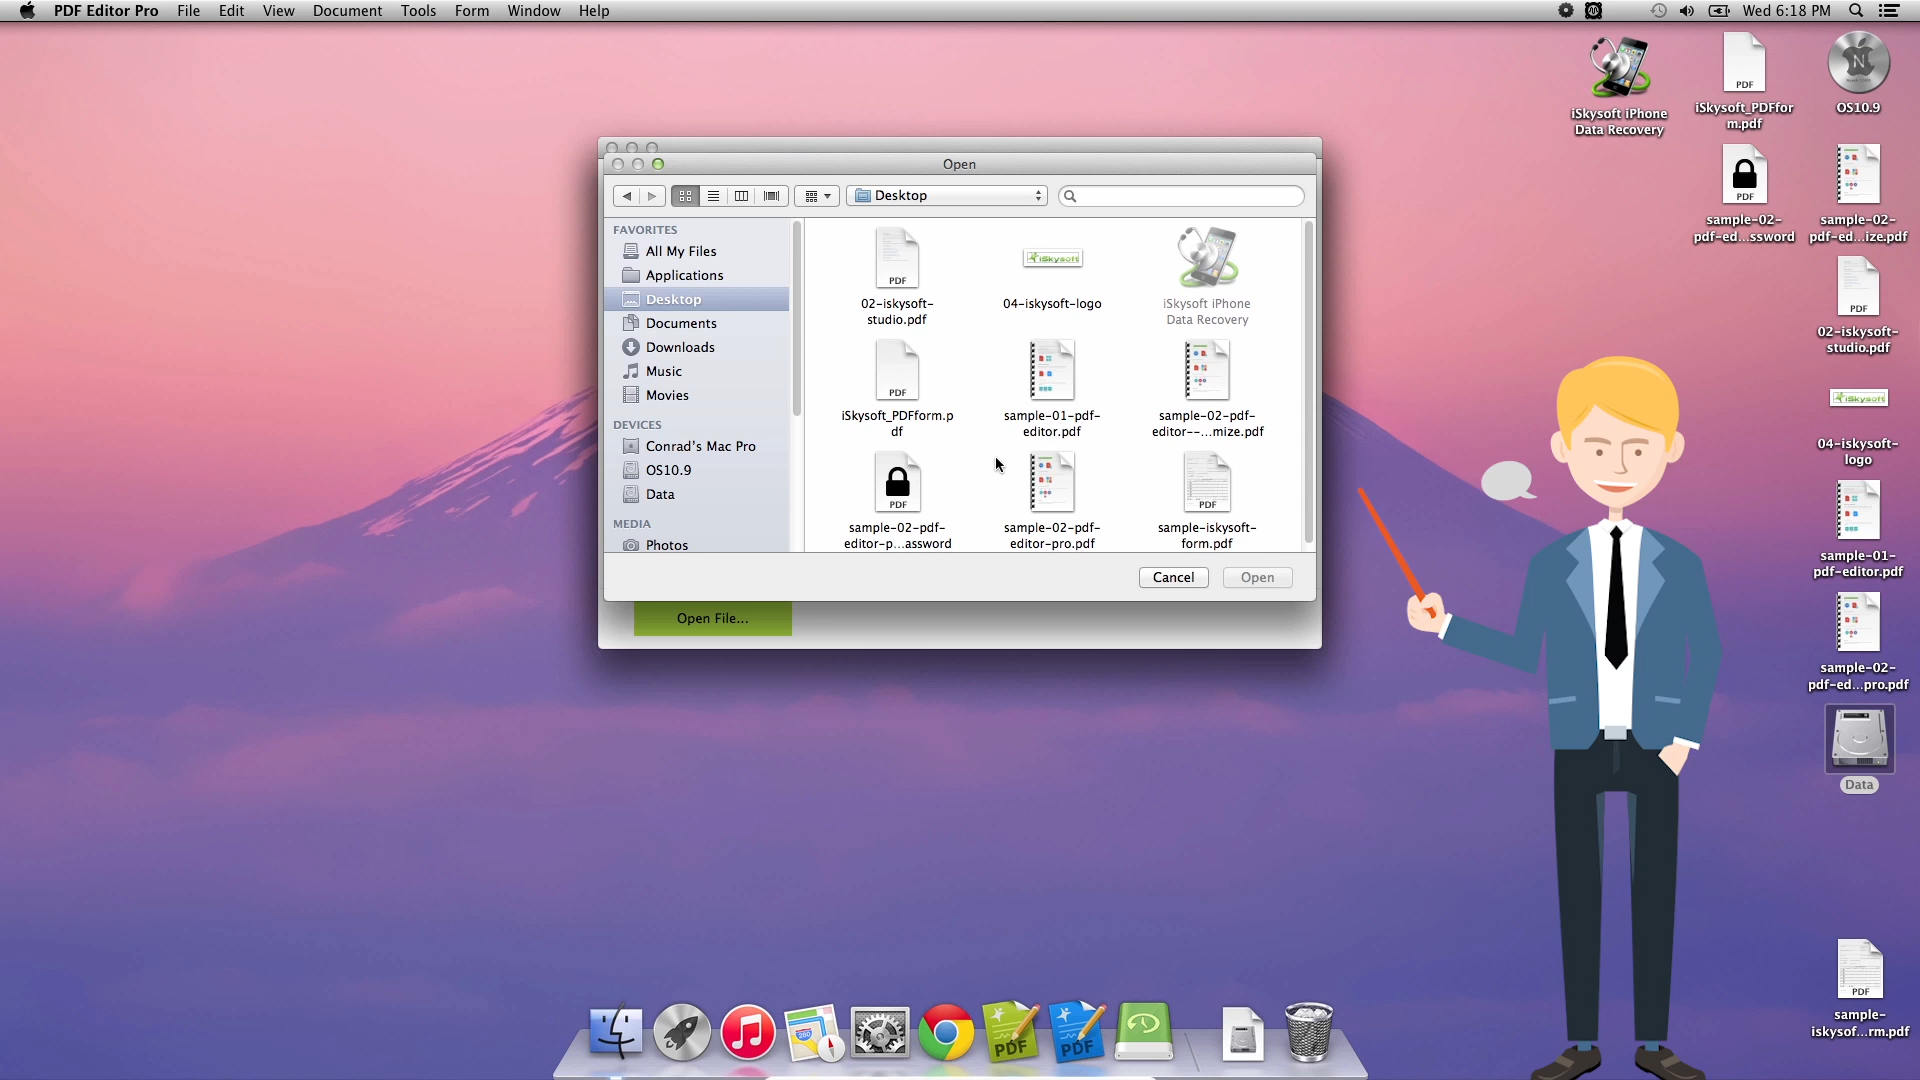 PDF Editor Pro File Edit View Document Tools Form Window Help
Wed 6:18 PM
Open
Desktop
FAVORITES
All My Files
Applications
Desktop
Documents
Downloads
Music
Movies
DEVICES
Conrad's Mac Pro
OS10.9
Data
MEDIA
Photos
PDF
02-iskysoft-
studio.pdf
iSkysoft
04-iskysoft-logo
iSkysoft iPhone
Data Recovery
PDF
iSkysoft_PDFform.p
df
sample-01-pdf-
editor.pdf
sample-02-pdf-
editor--...mize.pdf
PDF
sample-02-pdf-
editor-p...assword
sample-02-pdf-
editor-pro.pdf
PDF
sample-iskysoft-
form.pdf
Cancel
Open
Open File...
iSkysoft iPhone
Data Recovery
PDF
iSkysoft_PDFfor
m.pdf
N
OS10.9
PDF
sample-02-
pdf-ed...ssword
sample-02-
pdf-ed...ize.pdf
PDF
02-iskysoft-
studio.pdf
iSkysoft
04-iskysoft-
logo
sample-01-
pdf-editor.pdf
sample-02-
pdf-ed...pro.pdf
Data
PDF
sample-
iskysof...rm.pdf
280
PDF
PDF